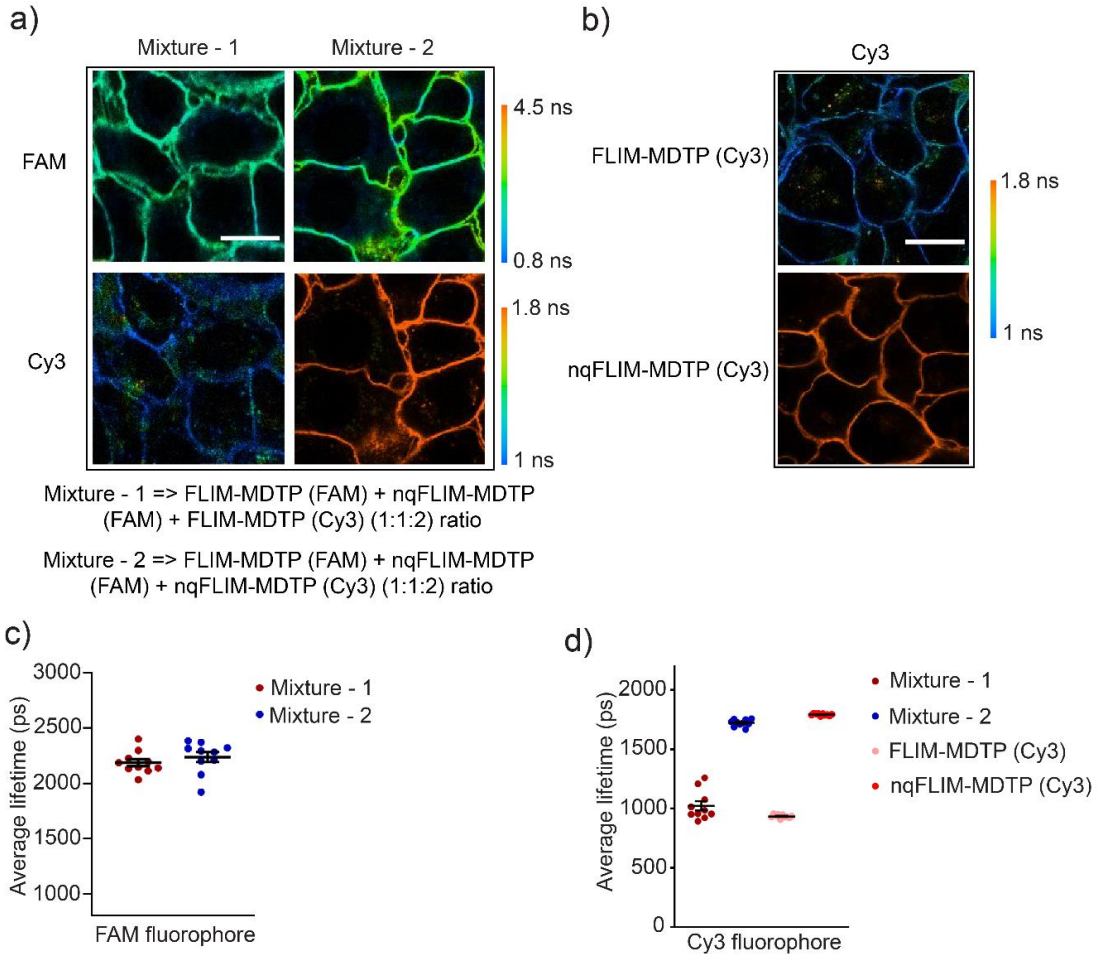 a)
Mixture - 1
Mixture - 2
FAM
4.5 ns
0.8 ns
Cy3
1.8 ns
1 ns
Mixture - 1 => FLIM-MDTP (FAM) + nqFLIM-MDTP
(FAM) + FLIM-MDTP (Cy3) (1:1:2) ratio
Mixture - 2 => FLIM-MDTP (FAM) + nqFLIM-MDTP
(FAM) + nqFLIM-MDTP (Cy3) (1:1:2) ratio
b)
Cy3
FLIM-MDTP (Cy3)
nqFLIM-MDTP (Cy3)
1.8 ns
1 ns
c)
Average lifetime (ps)
3000
2500
2000
1500
1000
FAM fluorophore
Mixture - 1
Mixture - 2
d)
Average lifetime (ps)
2000
1500
1000
500
0
Cy3 fluorophore
Mixture - 1
Mixture - 2
FLIM-MDTP (Cy3)
nqFLIM-MDTP (Cy3)